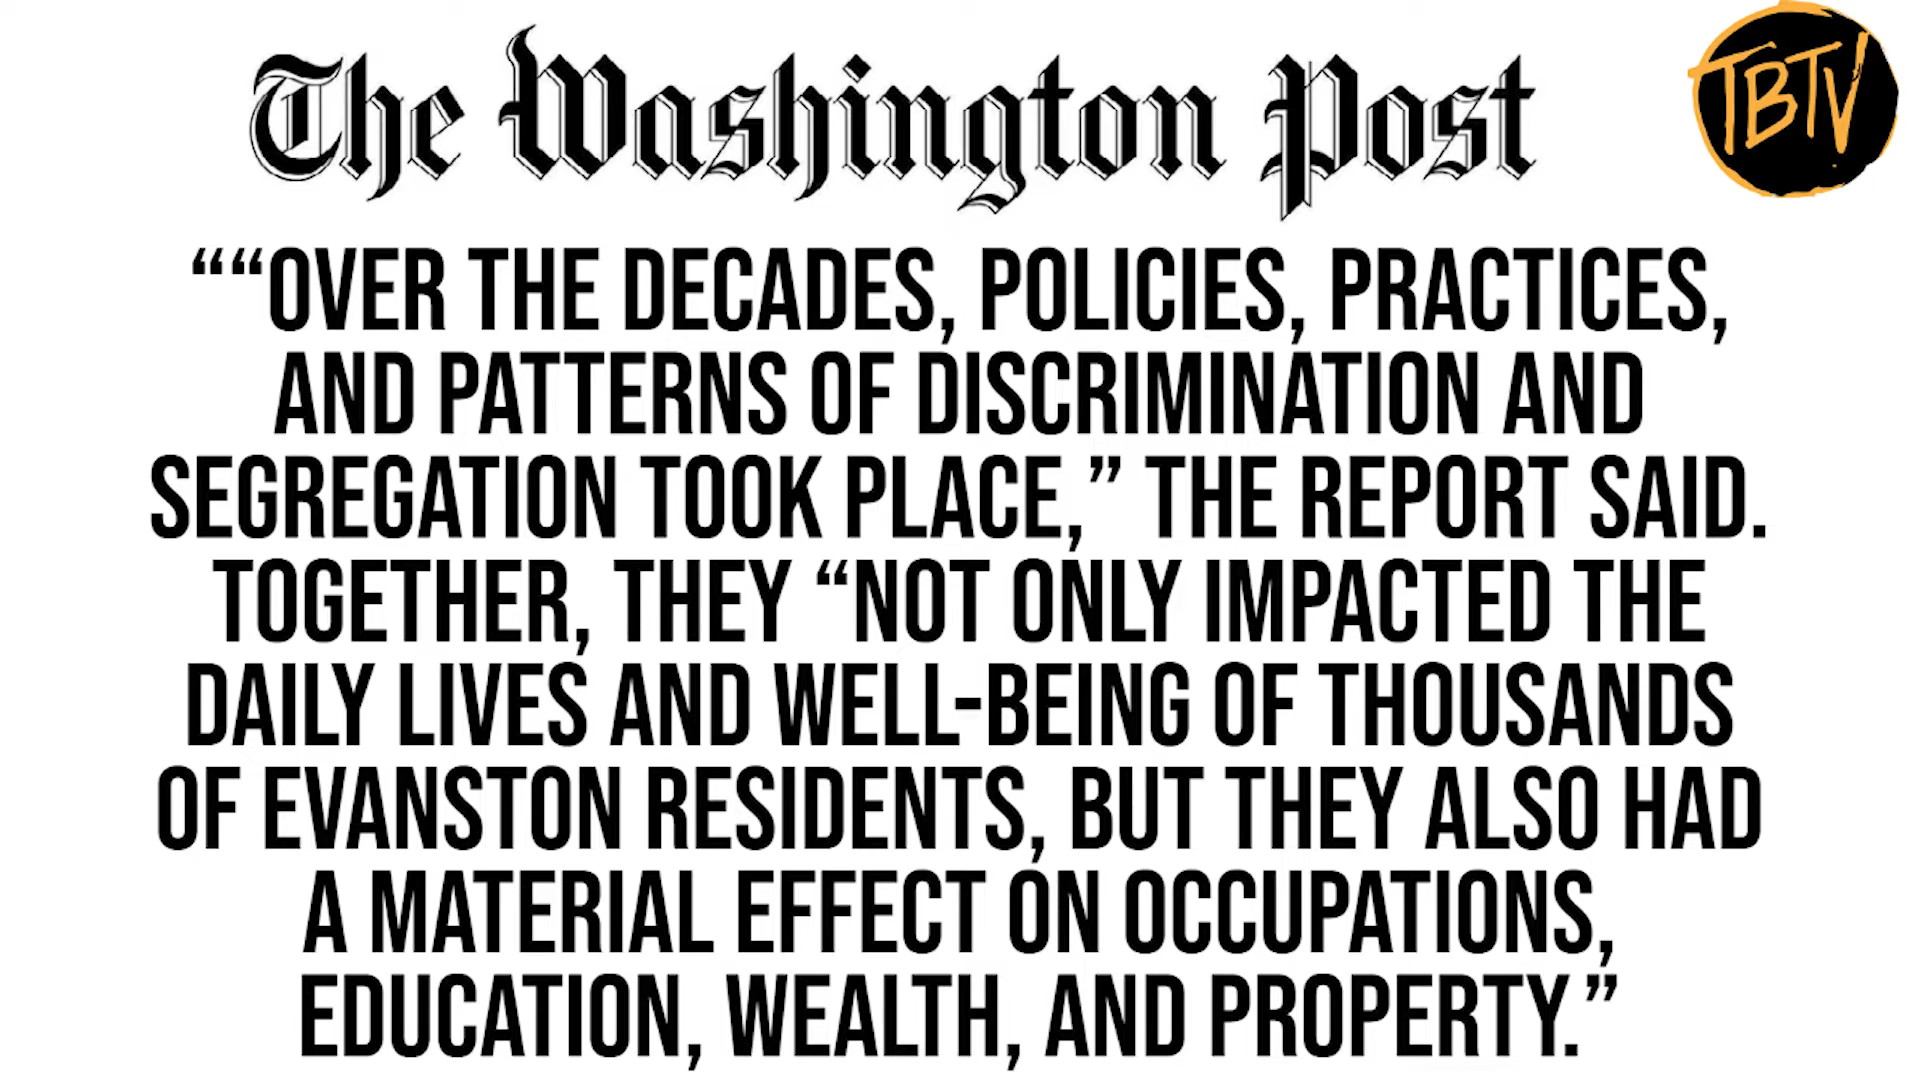 The Washington Post
TBTV
““OVER THE DECADES, POLICIES, PRACTICES,
AND PATTERNS OF DISCRIMINATION AND
SEGREGATION TOOK PLACE,” THE REPORT SAID.
TOGETHER, THEY “NOT ONLY IMPACTED THE
DAILY LIVES AND WELL-BEING OF THOUSANDS
OF EVANSTON RESIDENTS, BUT THEY ALSO HAD
A MATERIAL EFFECT ON OCCUPATIONS,
EDUCATION, WEALTH, AND PROPERTY.”